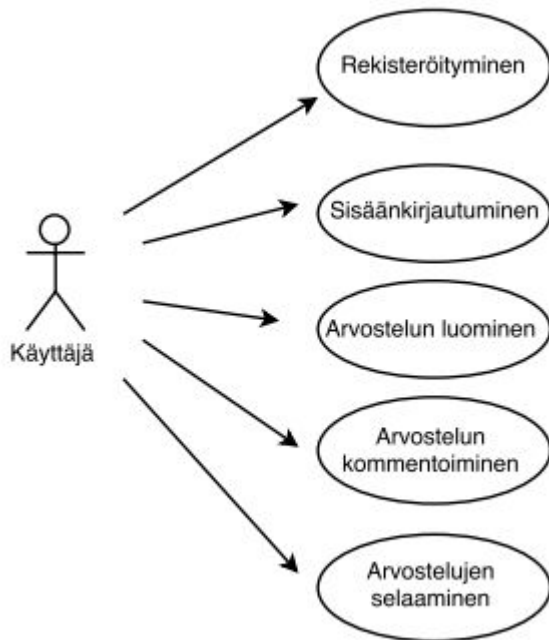 Rekisteröityminen
Sisäänkirjautuminen
Käyttäjä
Arvostelun luominen
Arvostelun
kommentoiminen
Arvostelujen
selaaminen